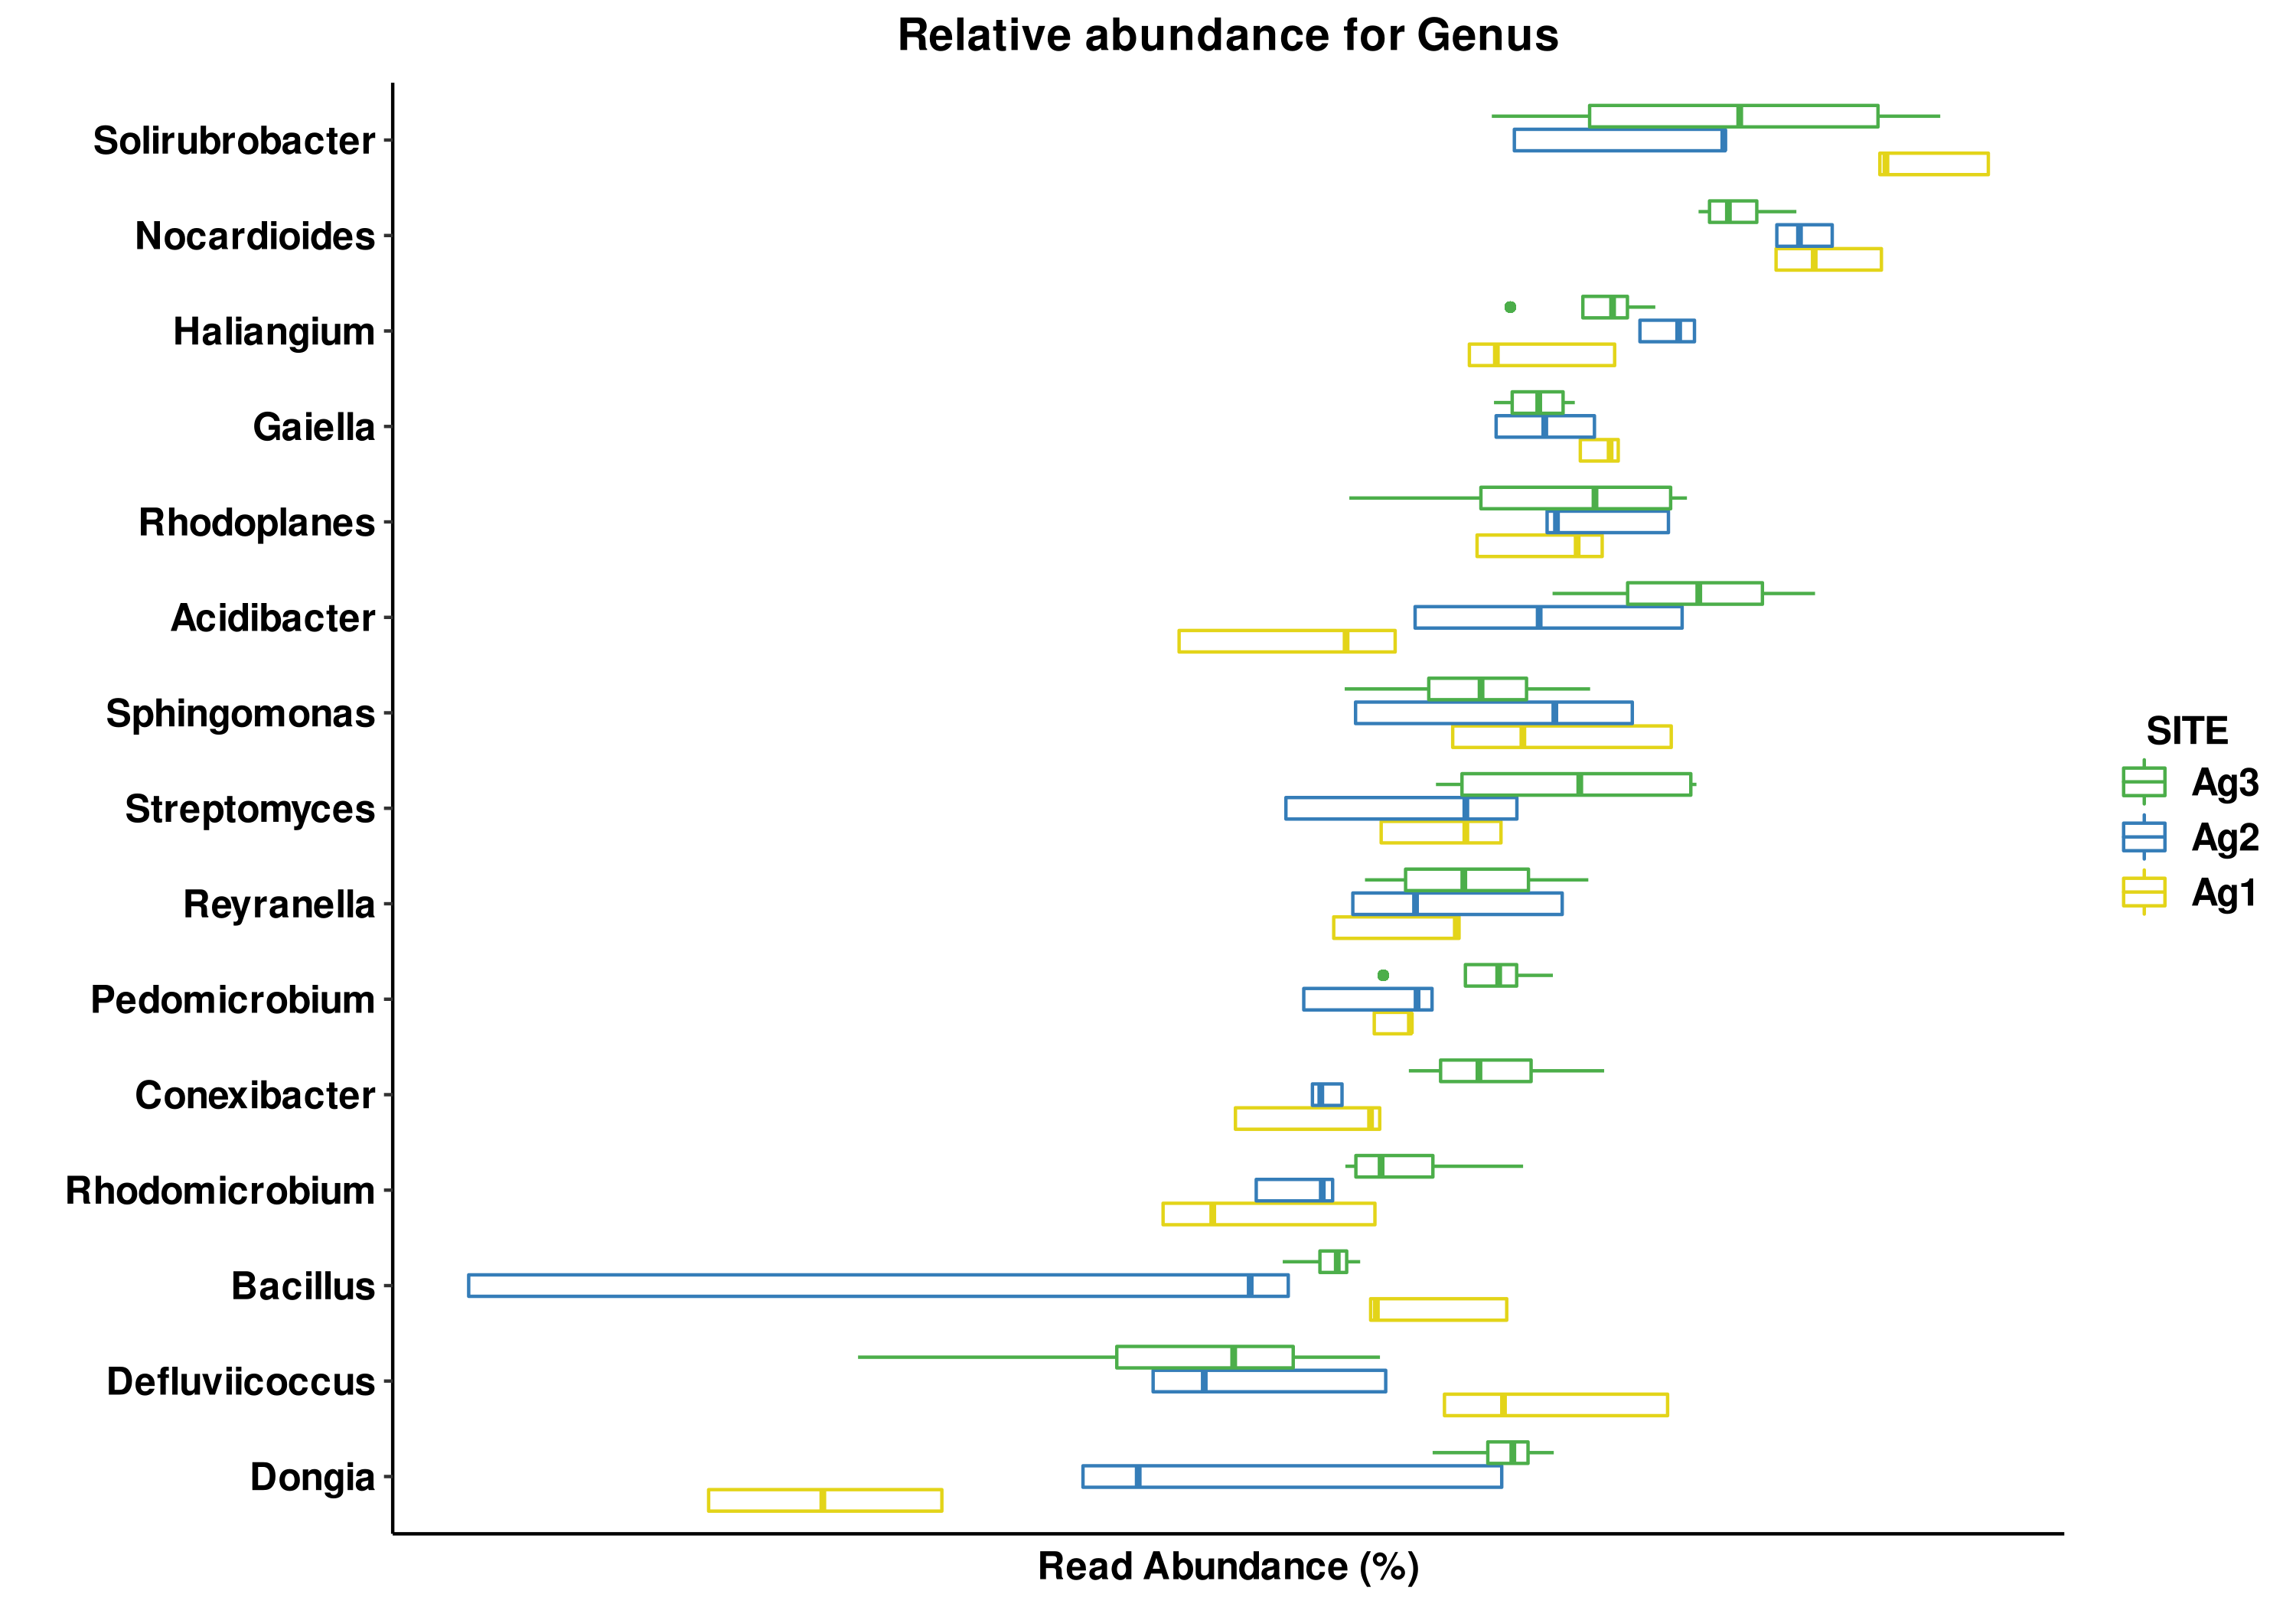 Relative abundance for Genus
Solirubrobacter
Nocardioides
Haliangium
Gaiella
Rhodoplanes
Acidibacter
Sphingomonas
Streptomyces
Reyranella
Pedomicrobium
Conexibacter
Rhodomicrobium
Bacillus
Defluviicoccus
Dongia
Read Abundance (%)
SITE
Ag3
Ag2
Ag1